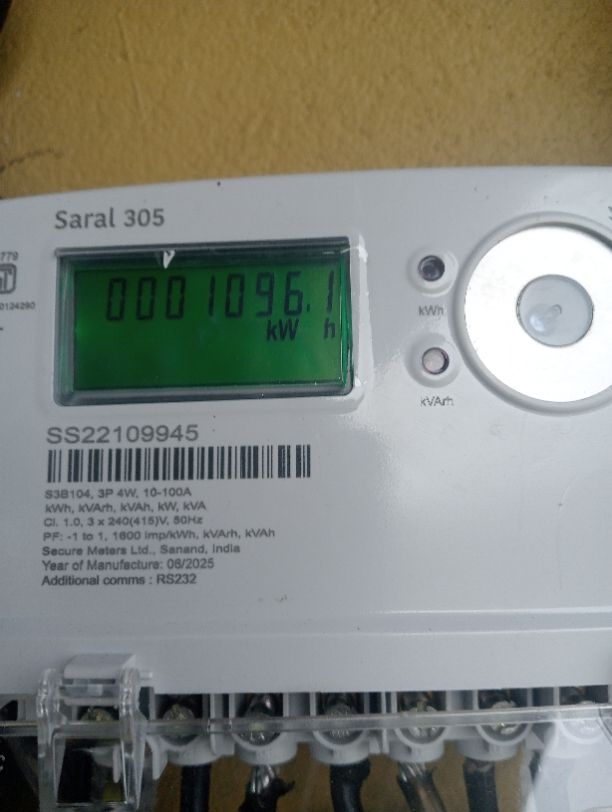 Saral 305
779
0124290
0001096.1
kW h
kWh
kVArh
SS22109945
S3B104, 3P 4W, 10-100A
kWh, kVArh, kVAh, kW, kVA
Cl. 1.0, 3 x 240(415)V, 50Hz
PF: -1 to 1, 1600 imp/kWh, kVArh, kVAh
Secure Meters Ltd., Sanand, India
Year of Manufacture: 06/2025
Additional comms : RS232